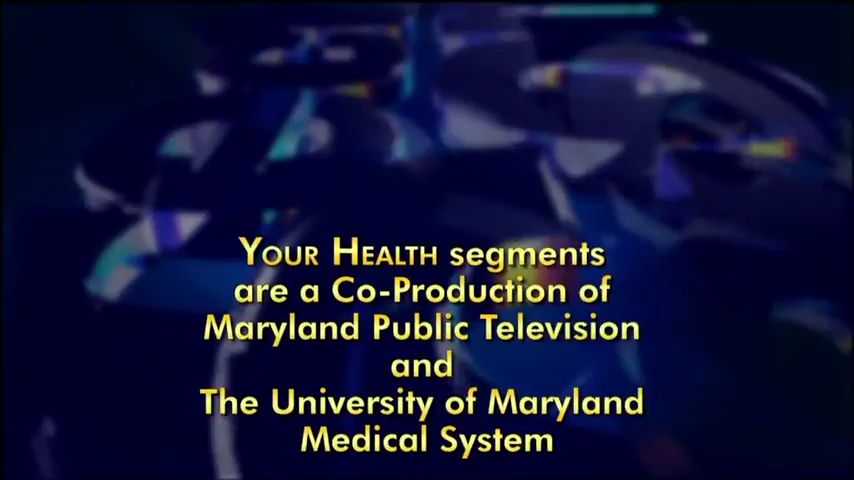 YOUR HEALTH segments
are a Co-Production of
Maryland Public Television
and
The University of Maryland
Medical System